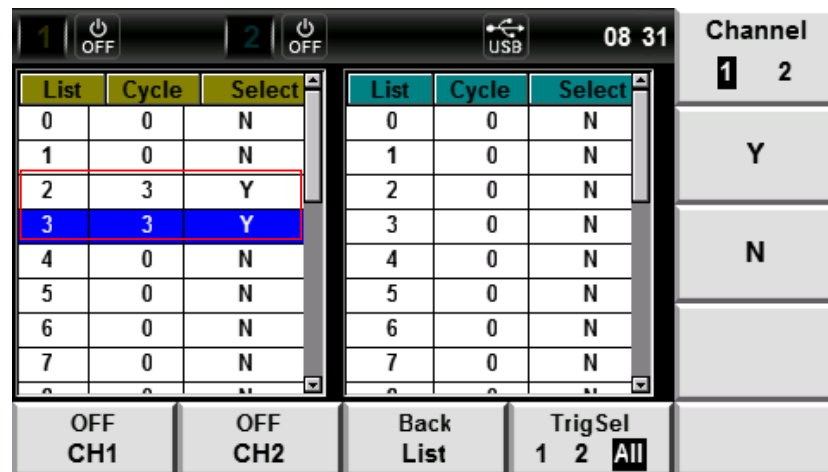 1 OFF 2 OFF USB 08 31
Channel
1 2
Y
N
List Cycle Select
0 0 N
1 0 N
2 3 Y
3 3 Y
4 0 N
5 0 N
6 0 N
7 0 N
List Cycle Select
0 0 N
1 0 N
2 0 N
3 0 N
4 0 N
5 0 N
6 0 N
7 0 N
OFF
CH1
OFF
CH2
Back
List
TrigSel
1 2 All